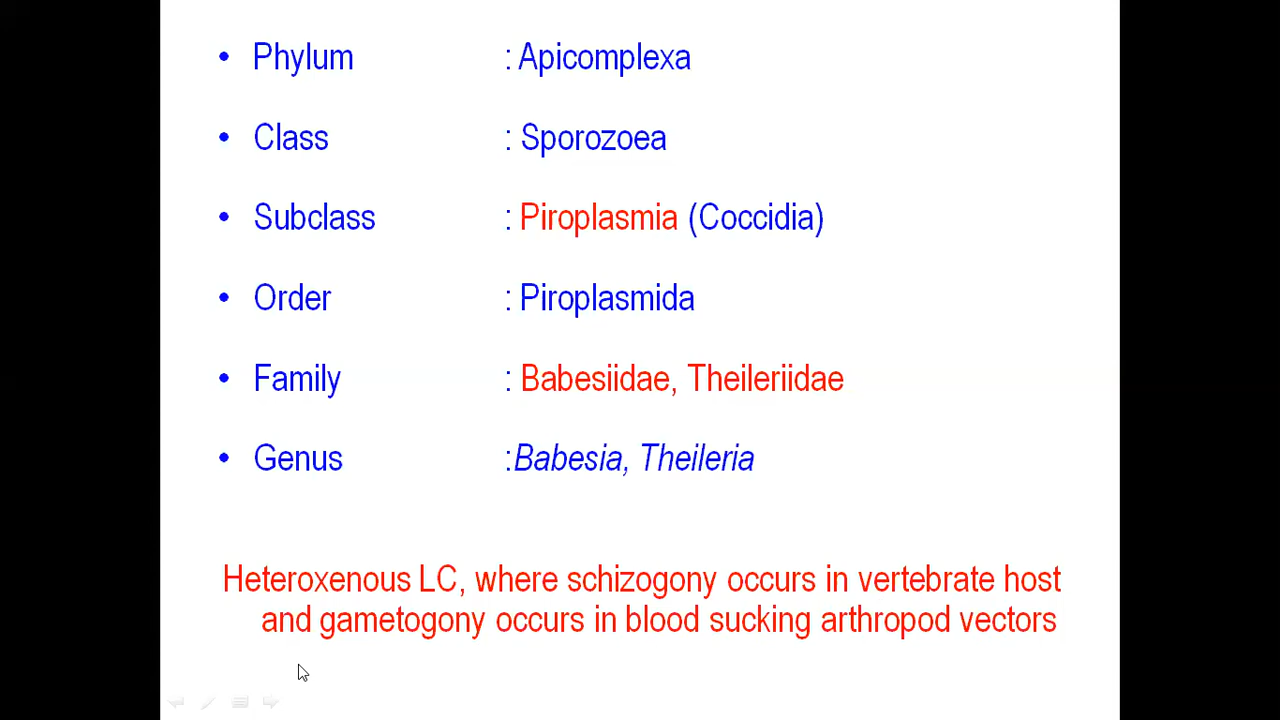 • Phylum : Apicomplexa
• Class : Sporozoea
• Subclass : Piroplasmia (Coccidia)
• Order : Piroplasmida
• Family : Babesiidae, Theileriidae
• Genus :Babesia, Theileria
Heteroxenous LC, where schizogony occurs in vertebrate host
and gametogony occurs in blood sucking arthropod vectors